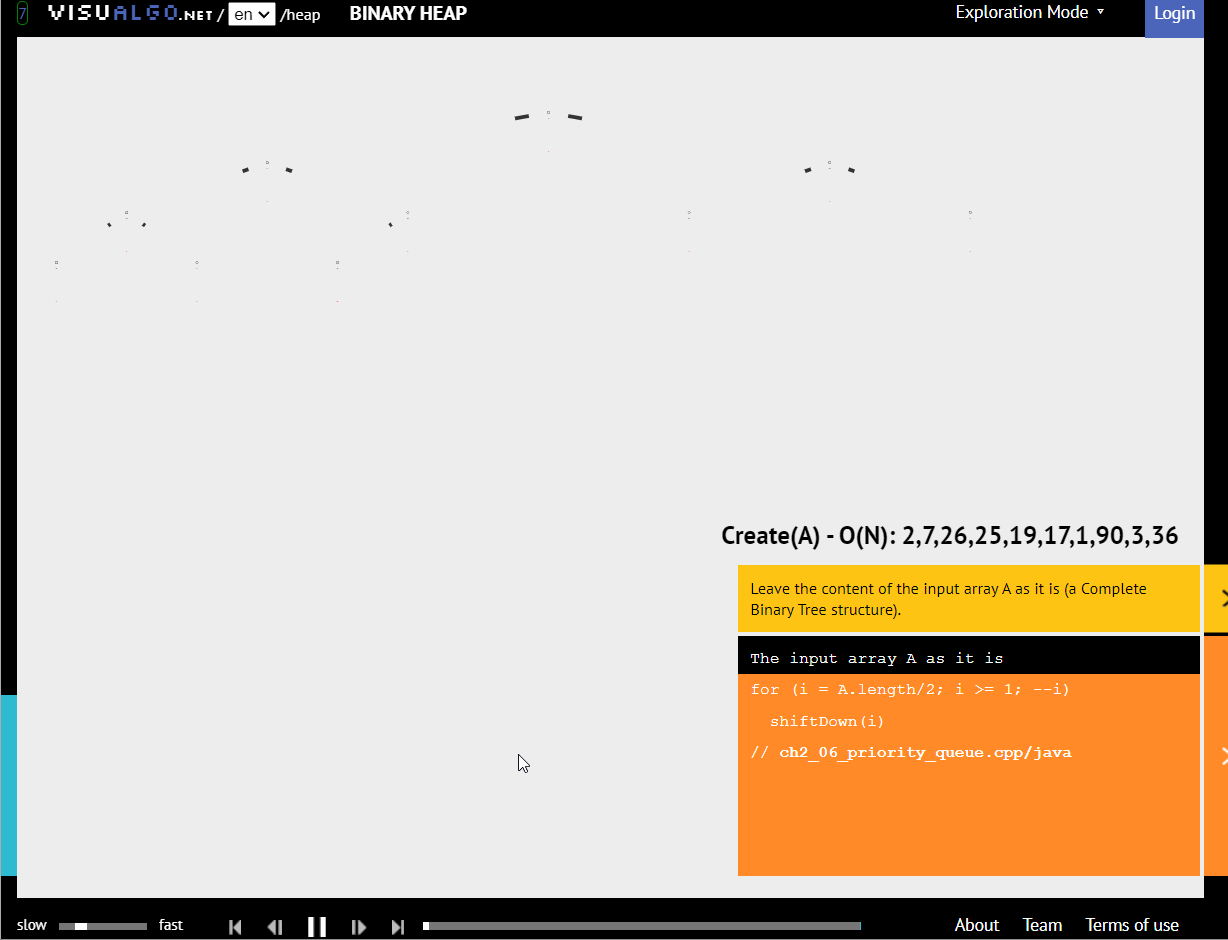 7 VISUALGO.NET / en /heap BINARY HEAP Exploration Mode ▼ Login
Create(A) - O(N): 2,7,26,25,19,17,1,90,3,36
Leave the content of the input array A as it is (a Complete
Binary Tree structure).
The input array A as it is
for (i = A.length/2; i >= 1; --i)
shiftDown(i)
// ch2_06_priority_queue.cpp/java
slow fast About Team Terms of use